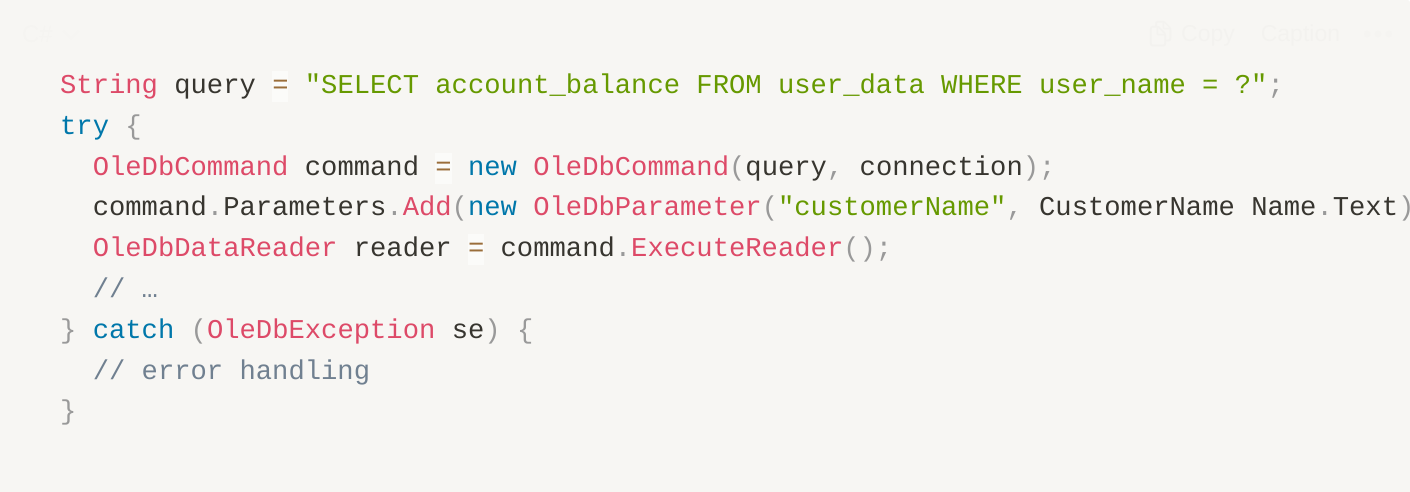 C#
Copy Caption •••
String query = "SELECT account_balance FROM user_data WHERE user_name = ?";
try {
  OleDbCommand command = new OleDbCommand(query, connection);
  command.Parameters.Add(new OleDbParameter("customerName", CustomerName Name.Text)
  OleDbDataReader reader = command.ExecuteReader();
  // …
} catch (OleDbException se) {
  // error handling
}